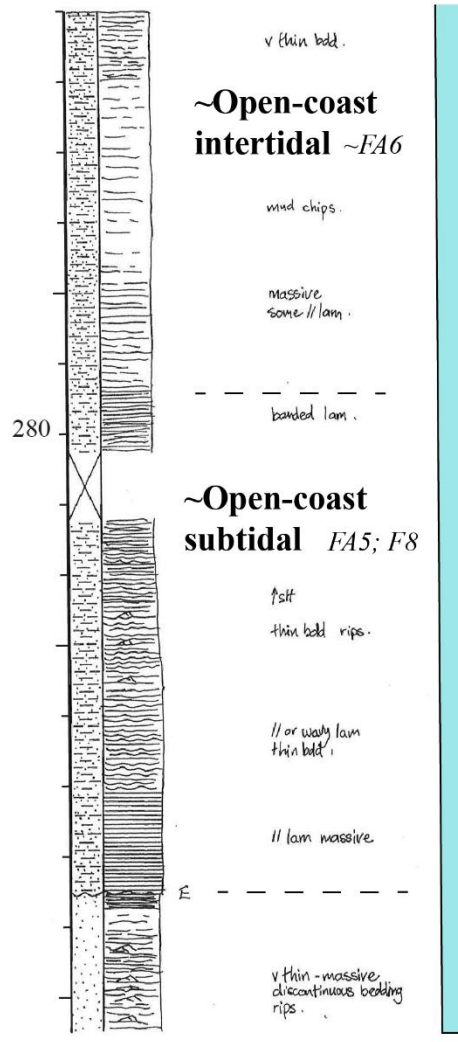 v thin bdd.
~Open-coast
intertidal ~FA6
mud chips.
massive
some // lam.
280
banded lam.
~Open-coast
subtidal FA5; F8
thin bdd rips.
// or wavy lam
thin bdd.
// lam massive
E
v thin-massive
discontinuous bedding
rips.